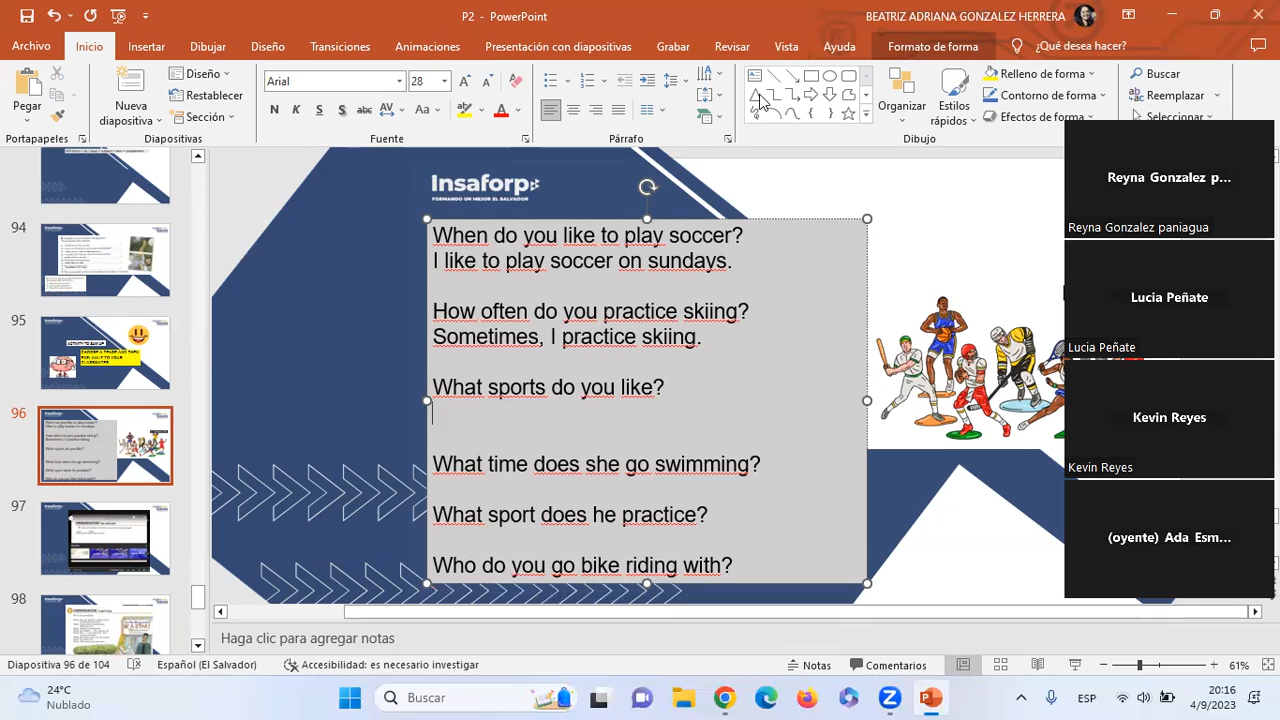 P2 - PowerPoint
BEATRIZ ADRIANA GONZALEZ HERRERA
Archivo Inicio Insertar Dibujar Diseño Transiciones Animaciones Presentación con diapositivas Grabar Revisar Vista Ayuda Formato de forma ¿Qué desea hacer?
Pegar
Nueva diapositiva
Diseño
Restablecer
Sección
Arial 28
N K S S ab AV Aa A
Organizar
Estilos rápidos
Relleno de forma
Contorno de forma
Efectos de forma
Buscar
Reemplazar
Seleccionar
Portapapeles Diapositivas Fuente Párrafo Dibujo
94
95
96
97
98
Insaforp
FORMANDO UN MEJOR EL SALVADOR
When do you like to play soccer?
I like to play soccer on sundays.
How often do you practice skiing?
Sometimes, I practice skiing.
What sports do you like?
What time does she go swimming?
What sport does he practice?
Who do you go bike riding with?
Reyna Gonzalez p...
Reyna Gonzalez paniagua
Lucia Peñate
Lucia Peñate
Kevin Reyes
Kevin Reyes
(oyente) Ada Esm...
Hacer clic para agregar notas
Diapositiva 96 de 104 Español (El Salvador) Accesibilidad: es necesario investigar Notas Comentarios 61%
24°C
Nublado
Buscar
ESP
20:16
4/9/2023